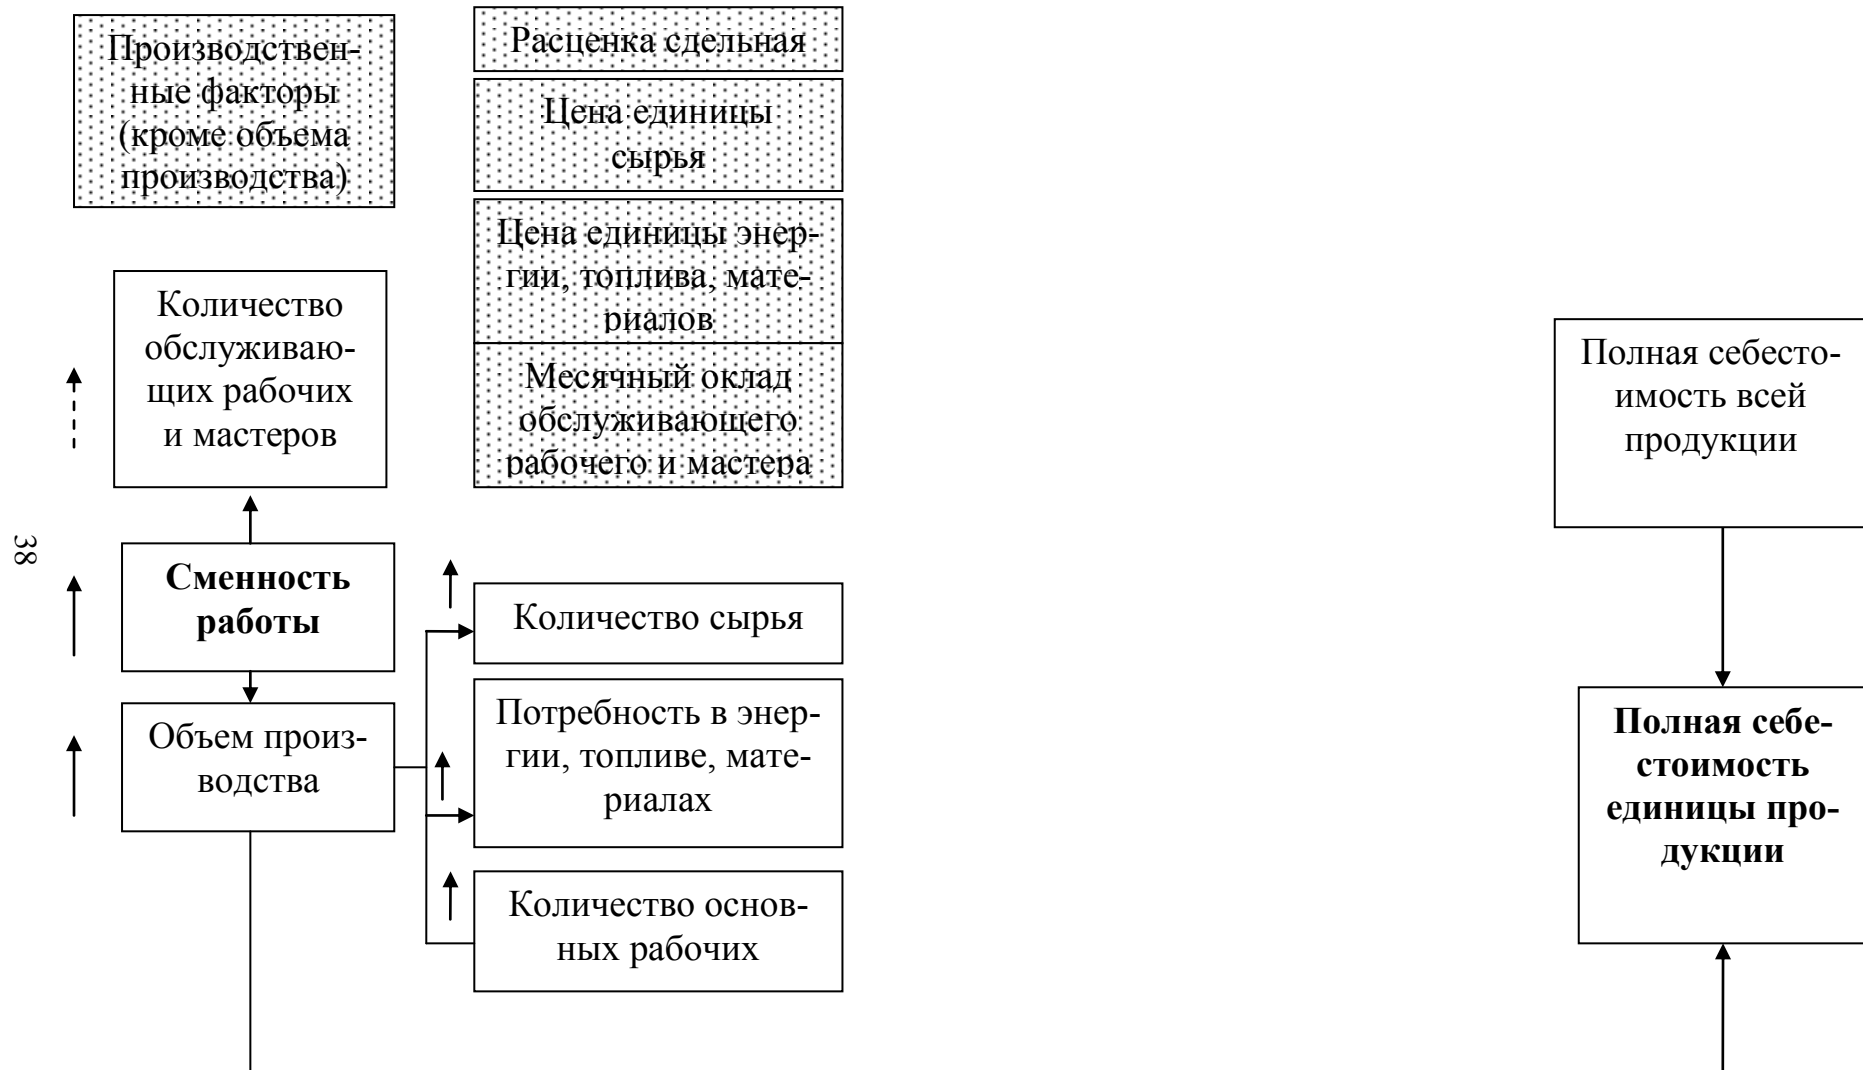 Производствен-
ные факторы
(кроме объема
производства)
Расценка сдельная
Цена единицы
сырья
Цена единицы энер-
гии, топлива, мате-
риалов
Месячный оклад
обслуживающего
рабочего и мастера
Количество
обслуживаю-
щих рабочих
и мастеров
Полная себесто-
имость всей
продукции
38
Сменность
работы
Количество сырья
Объем произ-
водства
Потребность в энер-
гии, топливе, мате-
риалах
Количество основ-
ных рабочих
Полная себе-
стоимость
единицы про-
дукции